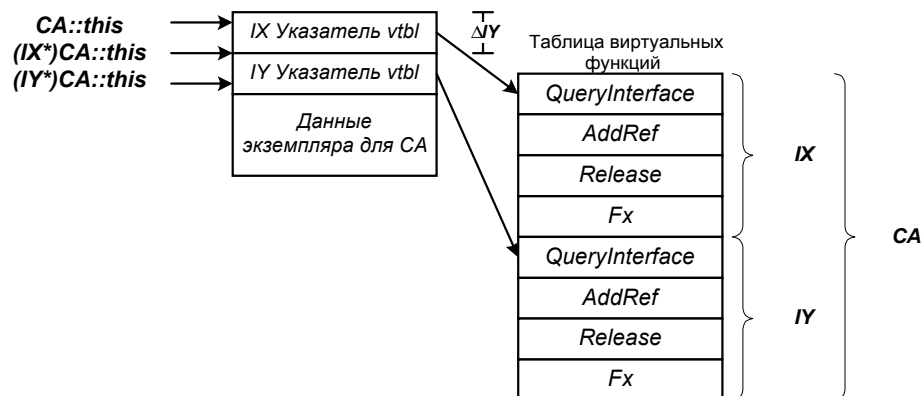 CA::this
(IX*)CA::this
(IY*)CA::this
IX Указатель vtbl
IY Указатель vtbl
Данные
экземпляра для CA
ΔIY
Таблица виртуальных
функций
QueryInterface
AddRef
Release
Fx
QueryInterface
AddRef
Release
Fx
IX
IY
CA